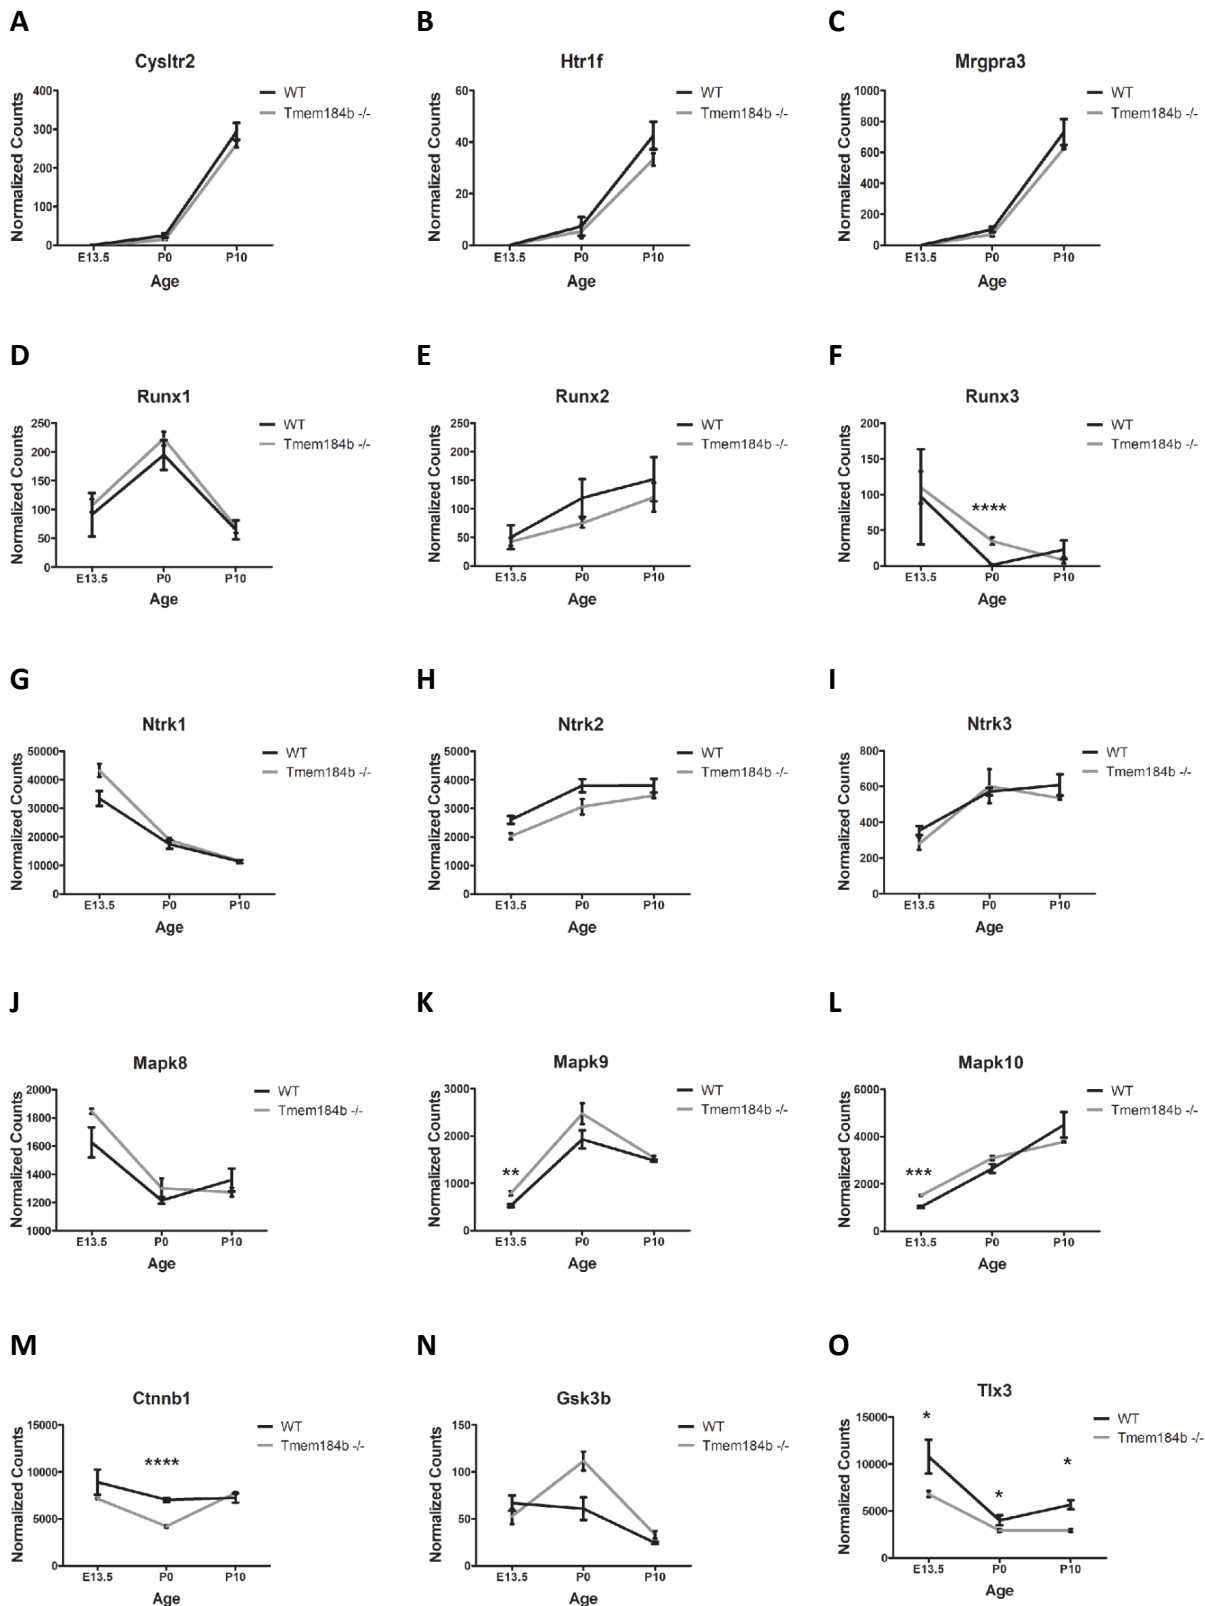 A
Cysltr2
Normalized Counts
400
300
200
100
0
E13.5 P0 P10
Age
WT
Tmem184b -/-
B
Htr1f
Normalized Counts
60
40
20
0
E13.5 P0 P10
Age
WT
Tmem184b -/-
C
Mrgpra3
Normalized Counts
1000
800
600
400
200
0
E13.5 P0 P10
Age
WT
Tmem184b -/-
D
Runx1
Normalized Counts
250
200
150
100
50
0
E13.5 P0 P10
Age
WT
Tmem184b -/-
E
Runx2
Normalized Counts
250
200
150
100
50
0
E13.5 P0 P10
Age
WT
Tmem184b -/-
F
Runx3
Normalized Counts
200
150
100
50
0
****
E13.5 P0 P10
Age
WT
Tmem184b -/-
G
Ntrk1
Normalized Counts
50000
40000
30000
20000
10000
0
E13.5 P0 P10
Age
WT
Tmem184b -/-
H
Ntrk2
Normalized Counts
5000
4000
3000
2000
1000
0
E13.5 P0 P10
Age
WT
Tmem184b -/-
I
Ntrk3
Normalized Counts
800
600
400
200
0
E13.5 P0 P10
Age
WT
Tmem184b -/-
J
Mapk8
Normalized Counts
2000
1800
1600
1400
1200
1000
E13.5 P0 P10
Age
WT
Tmem184b -/-
K
Mapk9
Normalized Counts
3000
2000
1000
0
**
E13.5 P0 P10
Age
WT
Tmem184b -/-
L
Mapk10
Normalized Counts
6000
4000
2000
0
***
E13.5 P0 P10
Age
WT
Tmem184b -/-
M
Ctnnb1
Normalized Counts
15000
10000
5000
0
****
E13.5 P0 P10
Age
WT
Tmem184b -/-
N
Gsk3b
Normalized Counts
150
100
50
0
E13.5 P0 P10
Age
WT
Tmem184b -/-
O
Tlx3
Normalized Counts
15000
10000
5000
0
*
*
*
E13.5 P0 P10
Age
WT
Tmem184b -/-